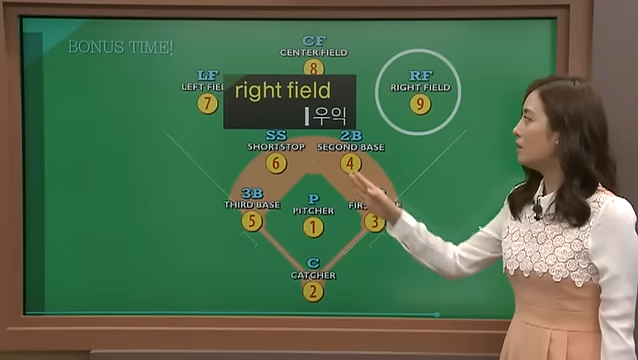 BONUS TIME!
CF
CENTER FIELD
8
LF
LEFT FIEL
7
RF
RIGHT FIELD
9
right field
우익
SS
SHORTSTOP
6
2B
SECOND BASE
4
3B
THIRD BASE
5
P
PITCHER
1
FIRS
3
C
CATCHER
2